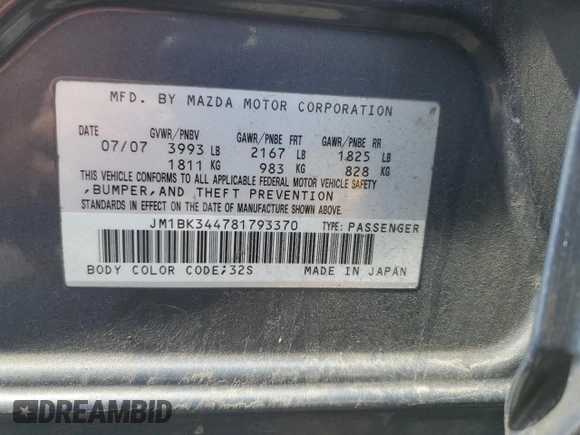 MFD. BY MAZDA MOTOR CORPORATION
DATE GVWR/PNBV GAWR/PNBE FRT GAWR/PNBE RR
07/07 3993 LB 2167 LB 1825 LB
1811 KG 983 KG 828 KG
THIS VEHICLE CONFORMS TO ALL APPLICABLE FEDERAL MOTOR VEHICLE SAFETY
,BUMPER,AND THEFT PREVENTION
STANDARDS IN EFFECT ON THE DATE OF MANUFACTURE SHOWN ABOVE.
JM1BK344781793370 TYPE: PASSENGER
BODY COLOR CODE;32S MADE IN JAPAN
DREAMBID